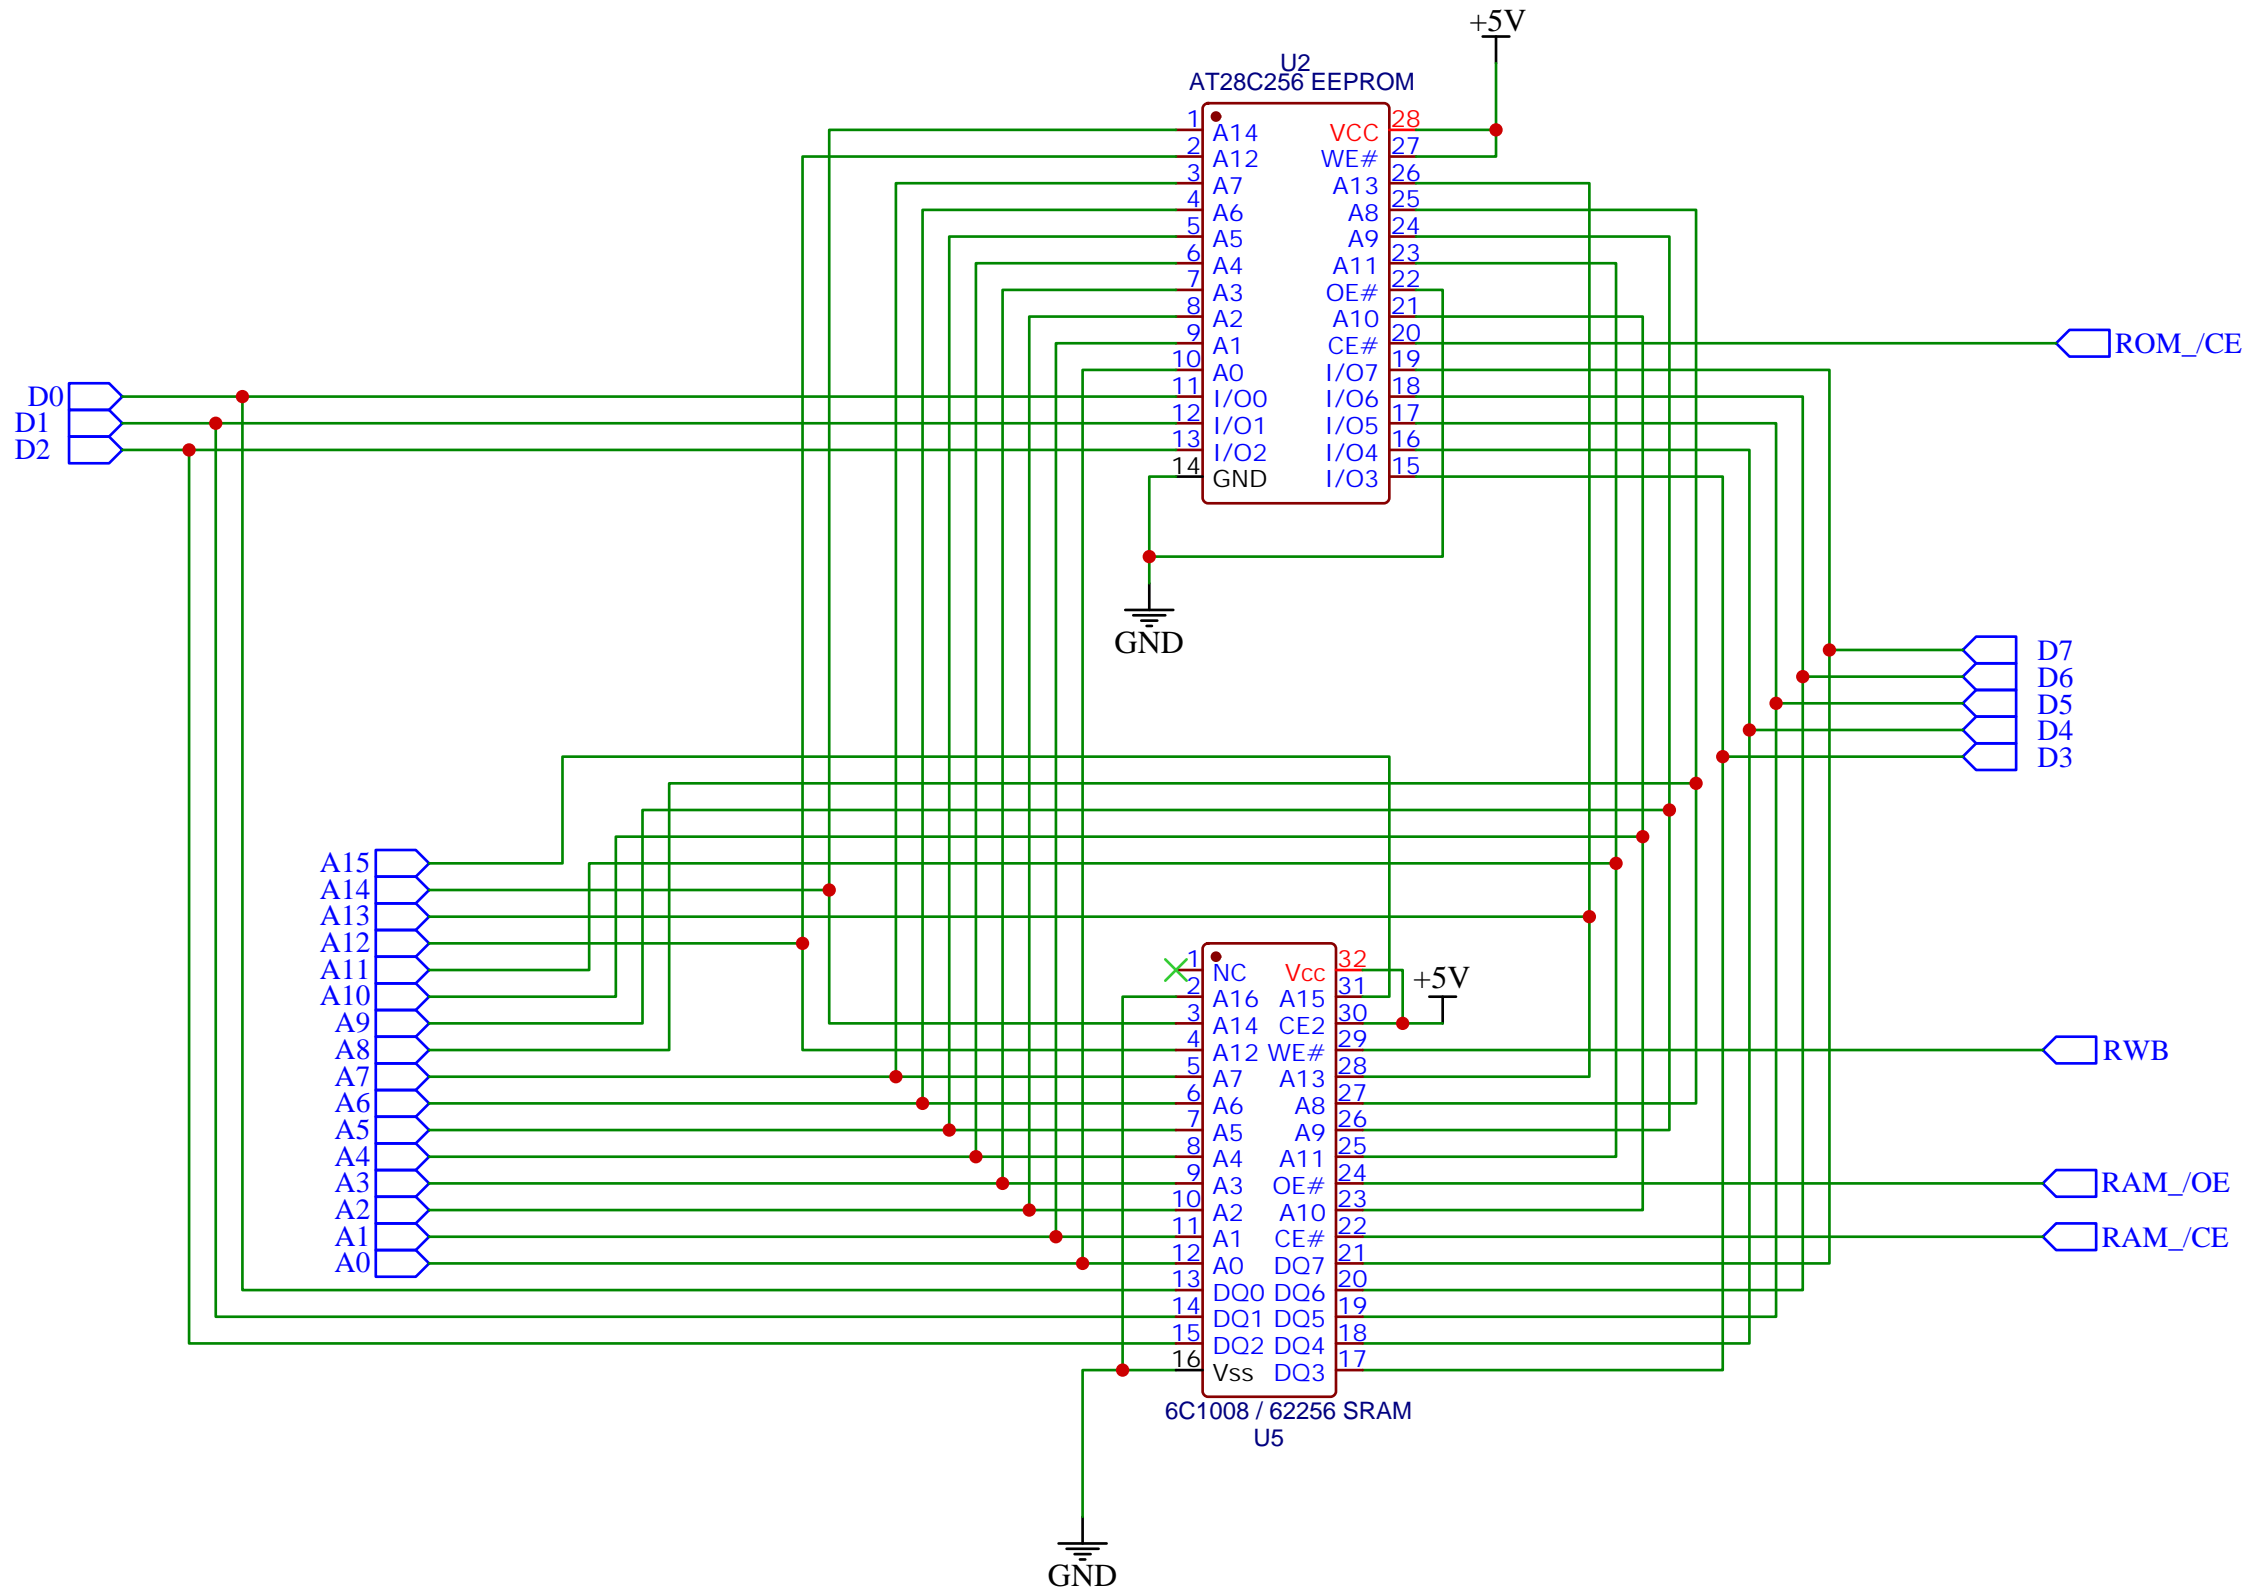 +5V
U2
AT28C256 EEPROM
1 A14 VCC 28
2 A12 WE# 27
3 A7 A13 26
4 A6 A8 25
5 A5 A9 24
6 A4 A11 23
7 A3 OE# 22
8 A2 A10 21
9 A1 CE# 20 ROM_/CE
10 A0 I/O7 19
D0 11 I/O0 I/O6 18
D1 12 I/O1 I/O5 17
D2 13 I/O2 I/O4 16
14 GND I/O3 15
GND
D7
D6
D5
D4
D3
A15
A14
A13
A12
A11 1 NC Vcc 32 +5V
A10 2 A16 A15 31
A9 3 A14 CE2 30
A8 4 A12 WE# 29 RWB
A7 5 A7 A13 28
A6 6 A6 A8 27
A5 7 A5 A9 26
A4 8 A4 A11 25
A3 9 A3 OE# 24 RAM_/OE
A2 10 A2 A10 23
A1 11 A1 CE# 22 RAM_/CE
A0 12 A0 DQ7 21
13 DQ0 DQ6 20
14 DQ1 DQ5 19
15 DQ2 DQ4 18
16 Vss DQ3 17
6C1008 / 62256 SRAM
U5
GND